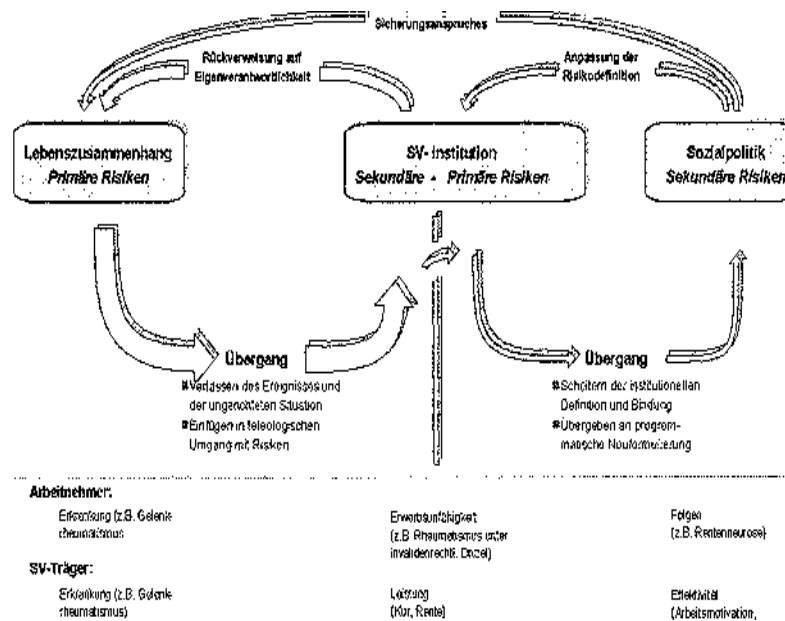 Sicherungsanspruches
Rückverweisung auf
Eigenverantwortlichkeit
Anpassung der
Risikodefinition
Lebenszusammenhang
Primäre Risiken
SV-Institution
Sekundäre - Primäre Risiken
Sozialpolitik
Sekundäre Risiken
Übergang
Verlassen des Ereignisses und
der ungerichteten Situation
Einfügen in teleologischen
Umgang mit Risiken
Übergang
Scheitern der institutionellen
Definition und Bindung
Übergeben an program-
matische Neuformulierung
Arbeitnehmer:
Erkrankung (z.B. Gelenk-
rheumatismus
Erwerbsunfähigkeit
(z.B. Rheumatismus unter
invalidenrechtl.
Folgen
(z.B. Rentenneurose)
SV-Träger:
Erkrankung (z.B. Gelenk-
rheumatismus)
Leistung
(Kur, Rente)
Effektivität
(Arbeitsmotivation,